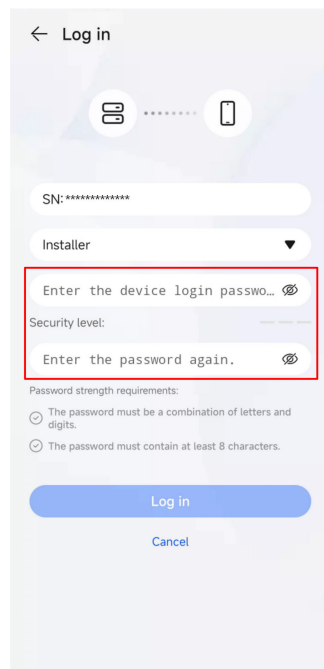 Log in
SN:*************
Installer
Enter the device login passwo...
Security level:
Enter the password again.
Password strength requirements:
The password must be a combination of letters and
digits.
The password must contain at least 8 characters.
Log in
Cancel